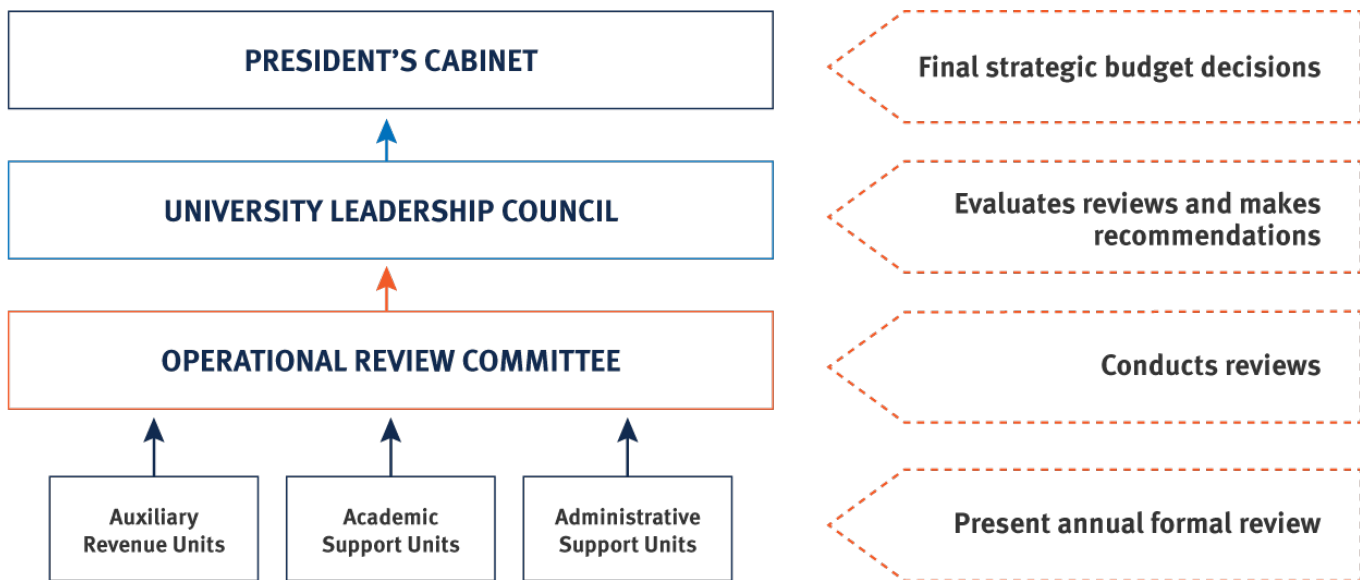 PRESIDENT’S CABINET
Final strategic budget decisions
UNIVERSITY LEADERSHIP COUNCIL
Evaluates reviews and makes
recommendations
OPERATIONAL REVIEW COMMITTEE
Conducts reviews
Auxiliary
Revenue Units
Academic
Support Units
Administrative
Support Units
Present annual formal review